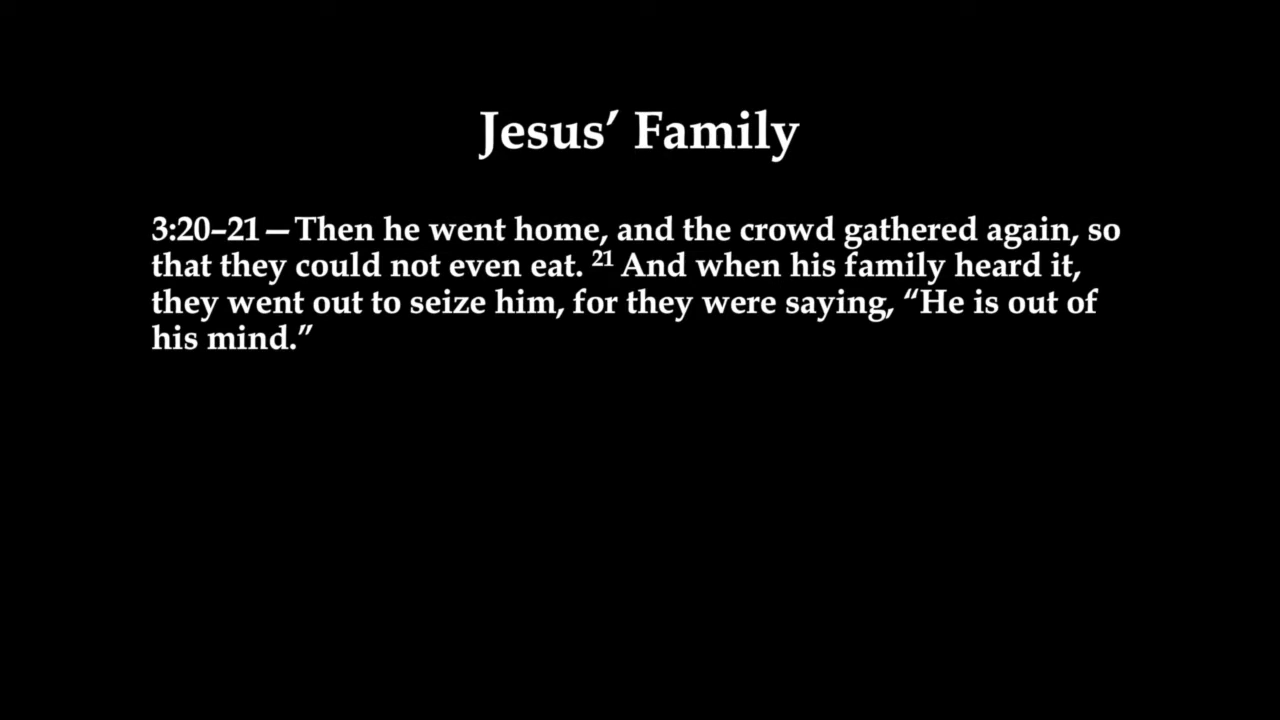 Jesus’ Family
3:20–21—Then he went home, and the crowd gathered again, so
that they could not even eat. 21 And when his family heard it,
they went out to seize him, for they were saying, “He is out of
his mind.”